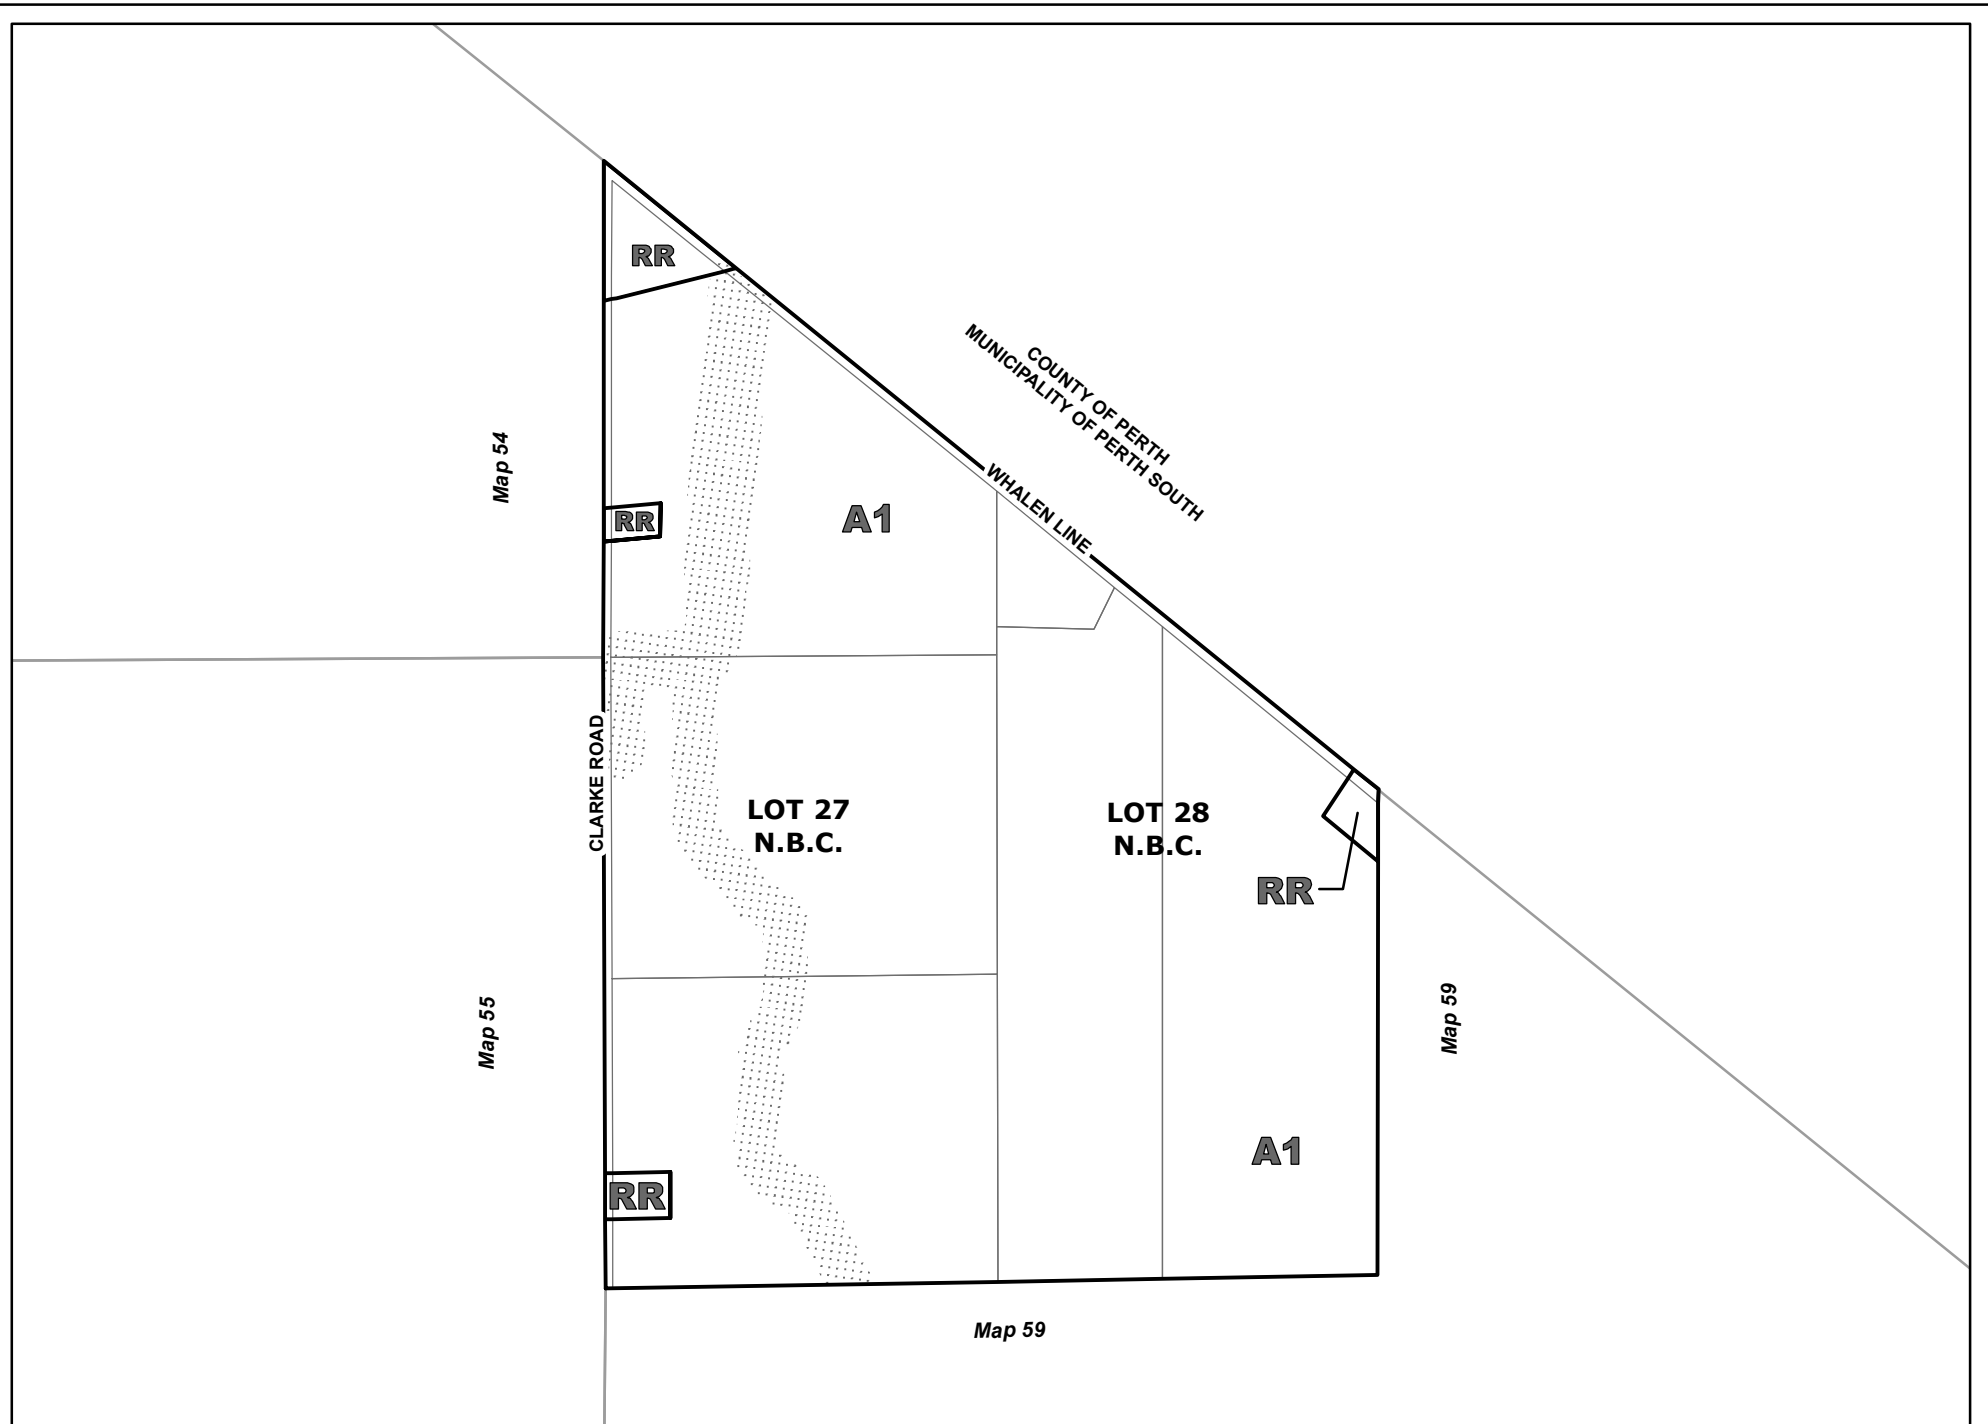 RR
COUNTY OF PERTH
MUNICIPALITY OF PERTH SOUTH
Map 54
WHALEN LINE
RR
A1
CLARKE ROAD
LOT 27
N.B.C.
LOT 28
N.B.C.
RR
Map 55
Map 59
A1
RR
Map 59